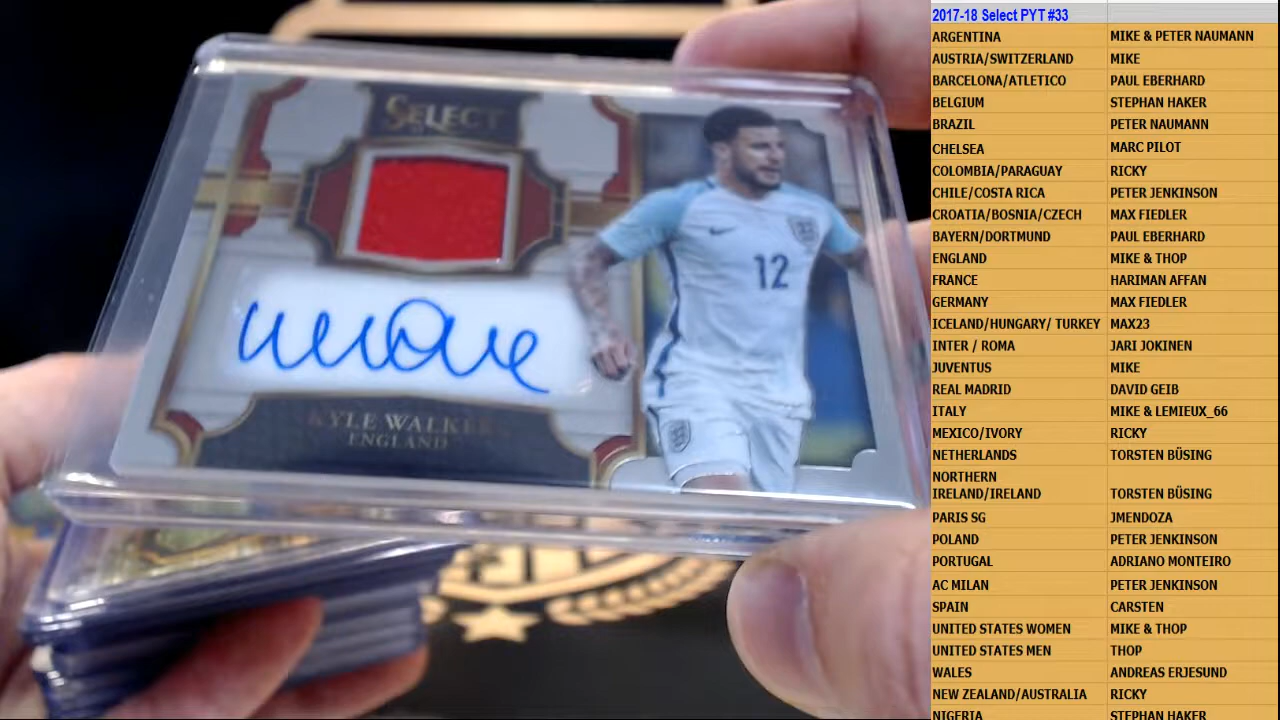 SELECT
12
KYLE WALKER
ENGLAND
2017-18 Select PYT #33
ARGENTINA MIKE & PETER NAUMANN
AUSTRIA/SWITZERLAND MIKE
BARCELONA/ATLETICO PAUL EBERHARD
BELGIUM STEPHAN HAKER
BRAZIL PETER NAUMANN
CHELSEA MARC PILOT
COLOMBIA/PARAGUAY RICKY
CHILE/COSTA RICA PETER JENKINSON
CROATIA/BOSNIA/CZECH MAX FIEDLER
BAYERN/DORTMUND PAUL EBERHARD
ENGLAND MIKE & THOP
FRANCE HARIMAN AFFAN
GERMANY MAX FIEDLER
ICELAND/HUNGARY/ TURKEY MAX23
INTER / ROMA JARI JOKINEN
JUVENTUS MIKE
REAL MADRID DAVID GEIB
ITALY MIKE & LEMIEUX_66
MEXICO/IVORY RICKY
NETHERLANDS TORSTEN BÜSING
NORTHERN
IRELAND/IRELAND TORSTEN BÜSING
PARIS SG JMENDOZA
POLAND PETER JENKINSON
PORTUGAL ADRIANO MONTEIRO
AC MILAN PETER JENKINSON
SPAIN CARSTEN
UNITED STATES WOMEN MIKE & THOP
UNITED STATES MEN THOP
WALES ANDREAS ERJESUND
NEW ZEALAND/AUSTRALIA RICKY
NIGERIA STEPHAN HAKER